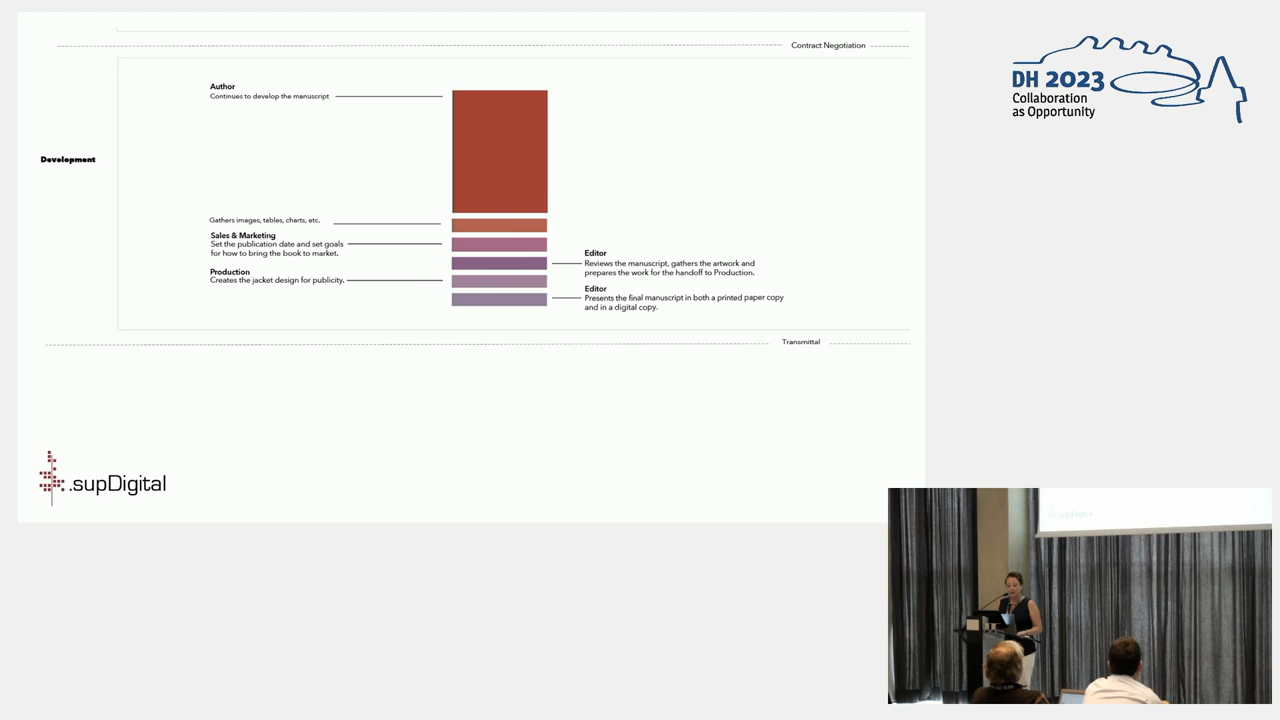 Contract Negotiation
Author
Continues to develop the manuscript
Development
Gathers images, tables, charts, etc.
Sales & Marketing
Set the publication date and set goals
for how to bring the book to market.
Editor
Reviews the manuscript, gathers the artwork and
prepares the work for the handoff to Production.
Production
Creates the jacket design for publicity.
Editor
Presents the final manuscript in both a printed paper copy
and in a digital copy.
Transmittal
.supDigital
DH 2023
Collaboration
as Opportunity